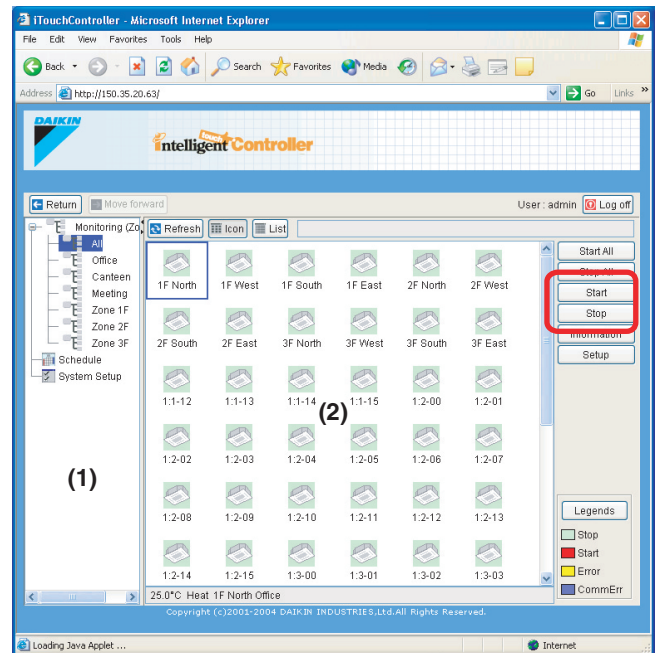 iTouchController - Microsoft Internet Explorer
File Edit View Favorites Tools Help
Back Search Favorites Media
Address http://150.35.20.63/ Go Links »
DAIKIN
intelligent touch Controller
Return Move forward User : admin Log off
Monitoring (Zo
All
Office
Canteen
Meeting
Zone 1F
Zone 2F
Zone 3F
Schedule
System Setup
(1)
Refresh Icon List
1F North 1F West 1F South 1F East 2F North 2F West
2F South 2F East 3F North 3F West 3F South 3F East
1:1-12 1:1-13 1:1-14 1:1-15 1:2-00 1:2-01
(2)
1:2-02 1:2-03 1:2-04 1:2-05 1:2-06 1:2-07
1:2-08 1:2-09 1:2-10 1:2-11 1:2-12 1:2-13
1:2-14 1:2-15 1:3-00 1:3-01 1:3-02 1:3-03
25.0°C Heat 1F North Office
Start All
Stop All
Start
Stop
Information
Setup
Legends
Stop
Start
Error
CommErr
Copyright (c)2001-2004 DAIKIN INDUSTRIES,Ltd.All Rights Reserved.
Loading Java Applet ... Internet